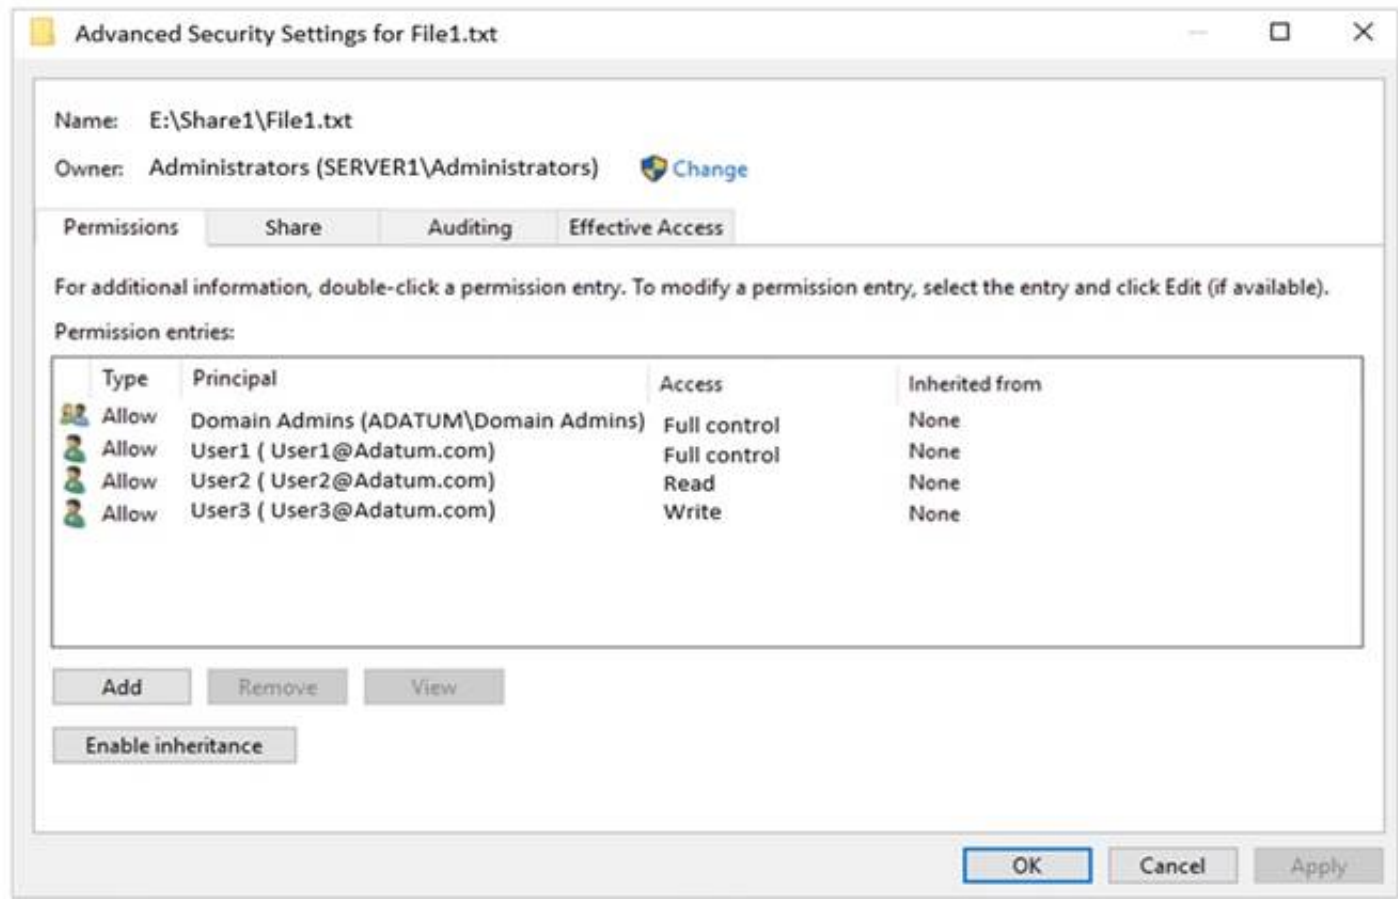 Advanced Security Settings for File1.txt
Name: E:\Share1\File1.txt
Owner: Administrators (SERVER1\Administrators) Change
Permissions Share Auditing Effective Access
For additional information, double-click a permission entry. To modify a permission entry, select the entry and click Edit (if available).
Permission entries:
Type Principal Access Inherited from
Allow Domain Admins (ADATUM\Domain Admins) Full control None
Allow User1 ( User1@Adatum.com) Full control None
Allow User2 ( User2@Adatum.com) Read None
Allow User3 ( User3@Adatum.com) Write None
Add Remove View
Enable inheritance
OK Cancel Apply